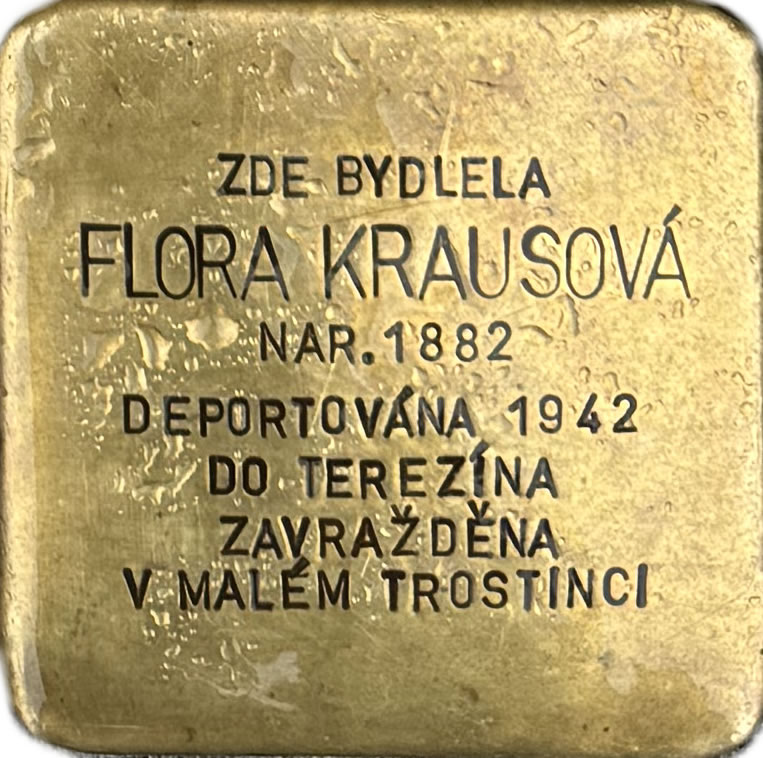 ZDE BYDLELA
FLORA KRAUSOVÁ
NAR.1882
DEPORTOVÁNA 1942
DO TEREZÍNA
ZAVRAŽDĚNA
V MALÉM TROSTINCI